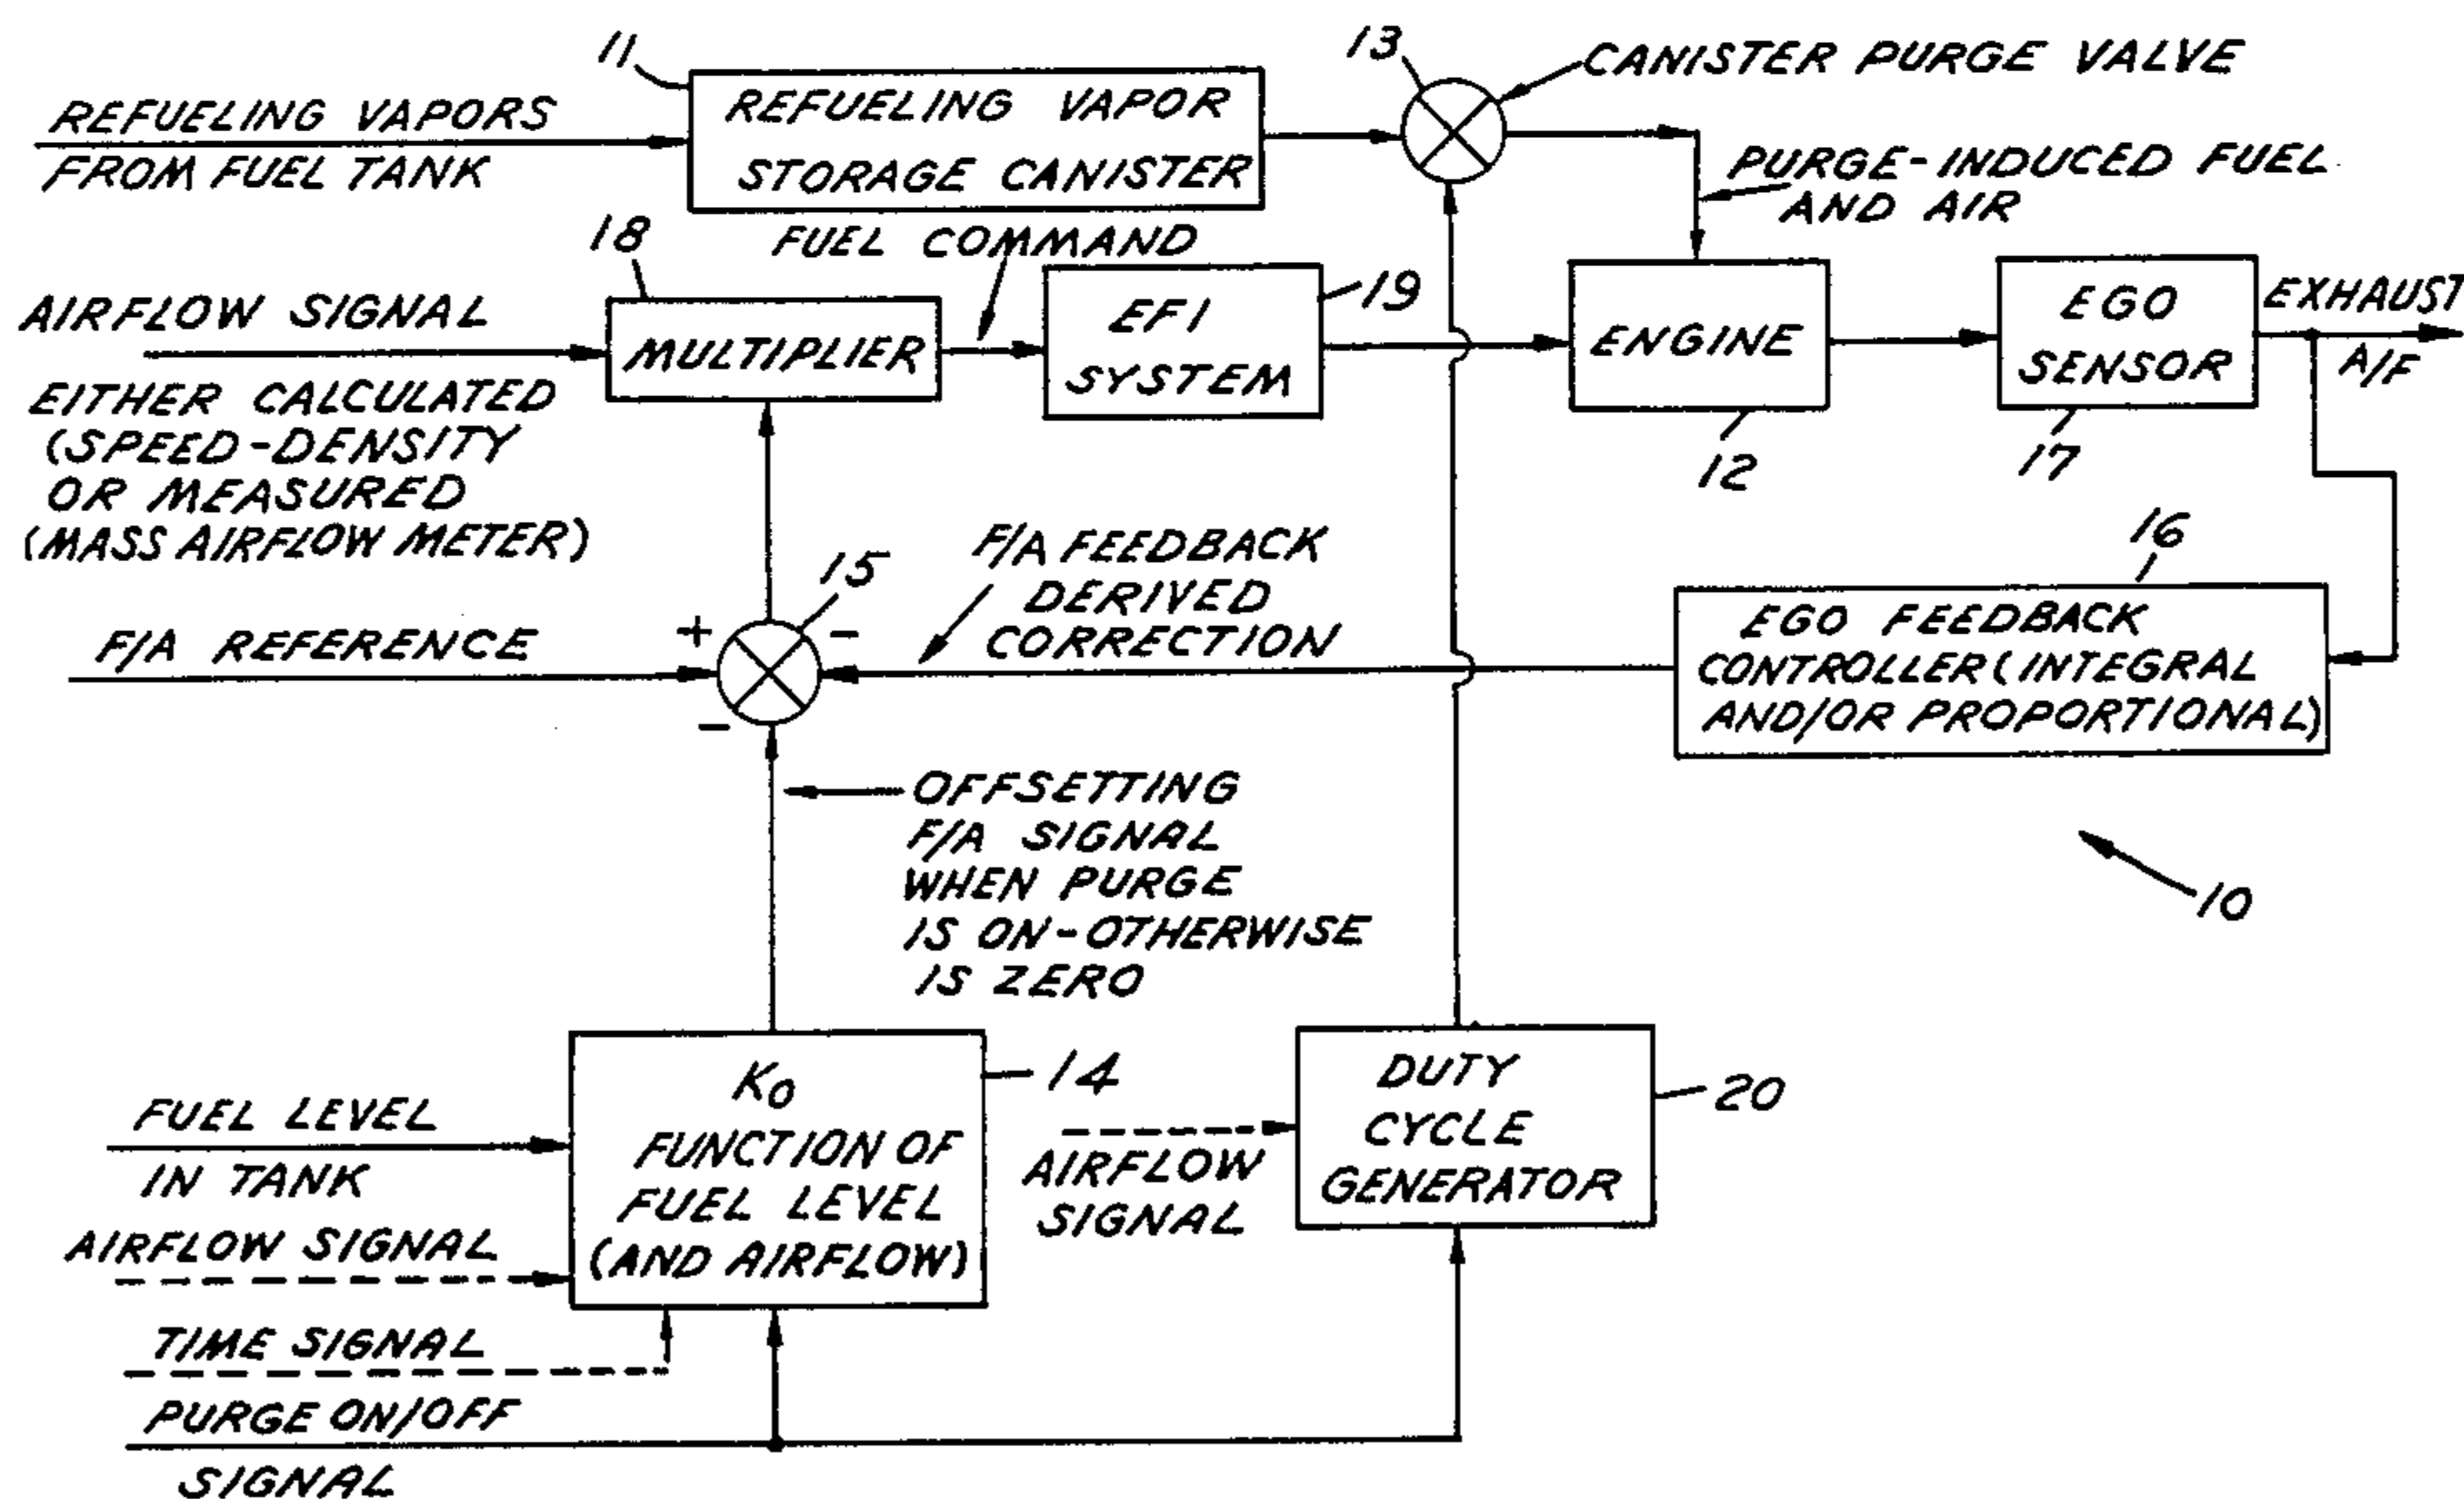 11
13
CANISTER PURGE VALVE
REFUELING VAPORS
FROM FUEL TANK
REFUELING VAPOR
STORAGE CANISTER
PURGE-INDUCED FUEL
AND AIR
18
FUEL COMMAND
AIRFLOW SIGNAL
EITHER CALCULATED
(SPEED-DENSITY
OR MEASURED
(MASS AIRFLOW METER)
MULTIPLIER
EFI
SYSTEM
19
ENGINE
12
EGO
SENSOR
17
EXHAUST
A/F
F/A REFERENCE
+
-
-
15
F/A FEEDBACK
DERIVED
CORRECTION
16
EGO FEEDBACK
CONTROLLER(INTEGRAL
AND/OR PROPORTIONAL)
OFFSETTING
F/A SIGNAL
WHEN PURGE
IS ON-OTHERWISE
IS ZERO
10
FUEL LEVEL
IN TANK
AIRFLOW SIGNAL
TIME SIGNAL
PURGE ON/OFF
SIGNAL
KO
FUNCTION OF
FUEL LEVEL
(AND AIRFLOW)
14
AIRFLOW
SIGNAL
DUTY
CYCLE
GENERATOR
20